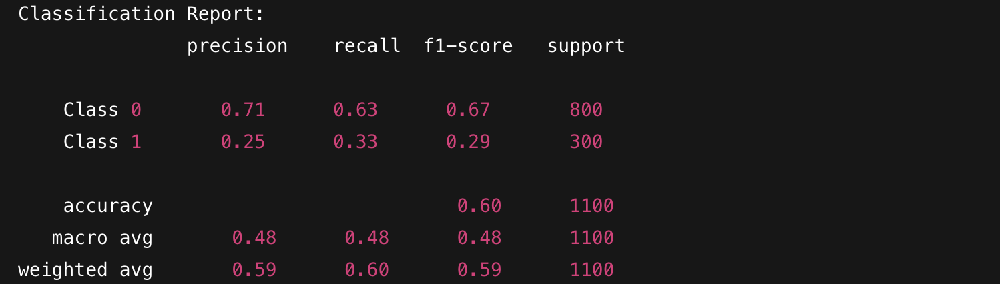 Classification Report:
precision recall f1-score support
Class 0 0.71 0.63 0.67 800
Class 1 0.25 0.33 0.29 300
accuracy 0.60 1100
macro avg 0.48 0.48 0.48 1100
weighted avg 0.59 0.60 0.59 1100